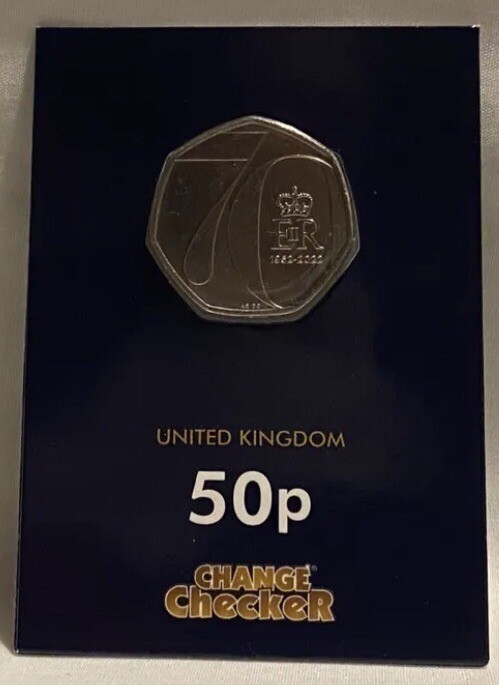 70
EIIR
1952-2022
UNITED KINGDOM
50p
CHANGE
CHecKeR